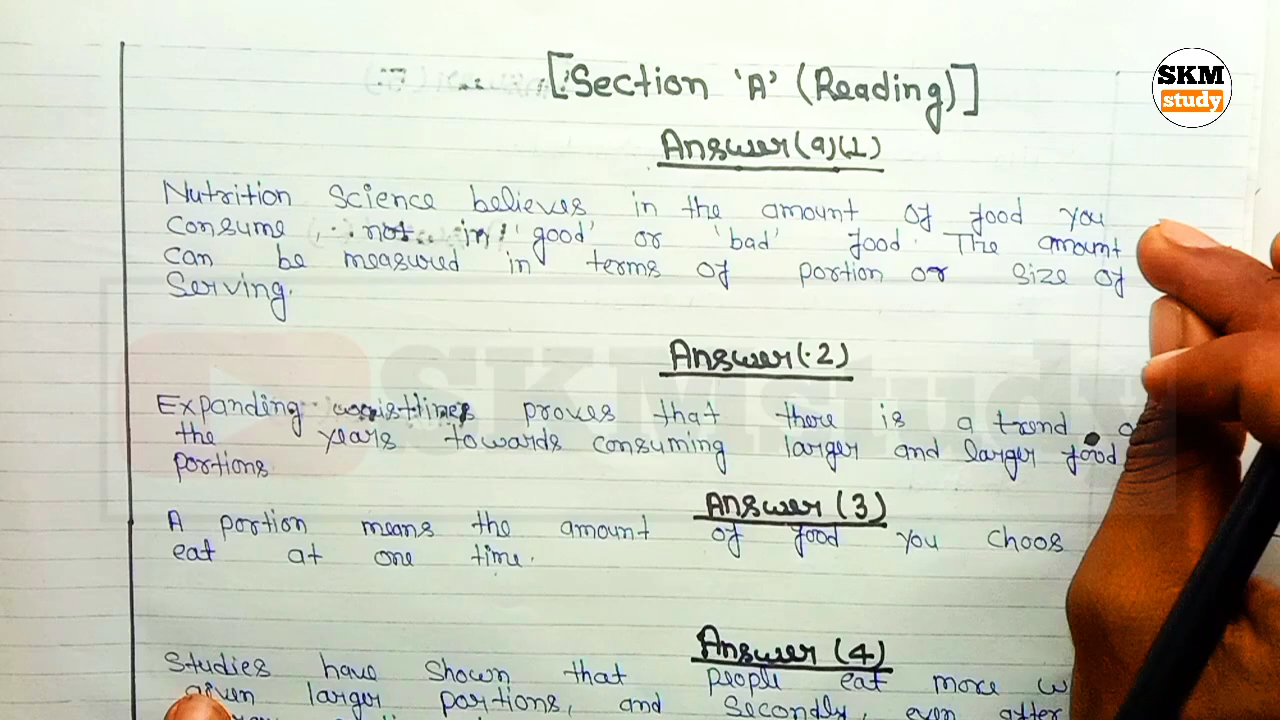 [Section 'A' (Reading)]
SKM
study
Answer (a)(1)
Nutrition Science believes in the amount of food you
consume, not in 'good' or 'bad' food. The amount
can be measured in terms of portion or size of
Serving.
Answer (2)
Expanding waistlines proves that there is a trend
the years towards consuming larger and larger food
portions
Answer (3)
A portion means the amount of food you choos
eat at one time.
Answer (4)
Studies have shown that people eat more
given larger portions, and Secondly, even after
SKMstudy